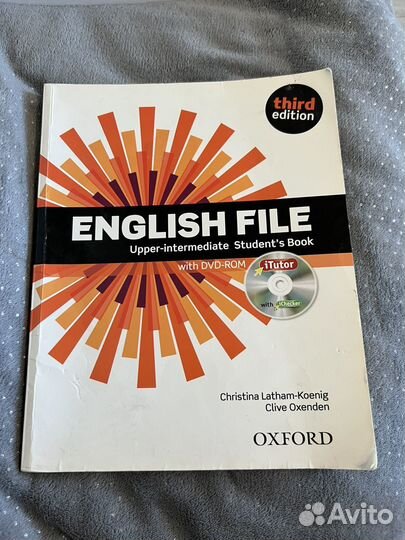 third
edition
ENGLISH FILE
Upper-intermediate Student's Book
with DVD-ROM
iTutor
with iChecker
Christina Latham-Koenig
Clive Oxenden
OXFORD
Avito